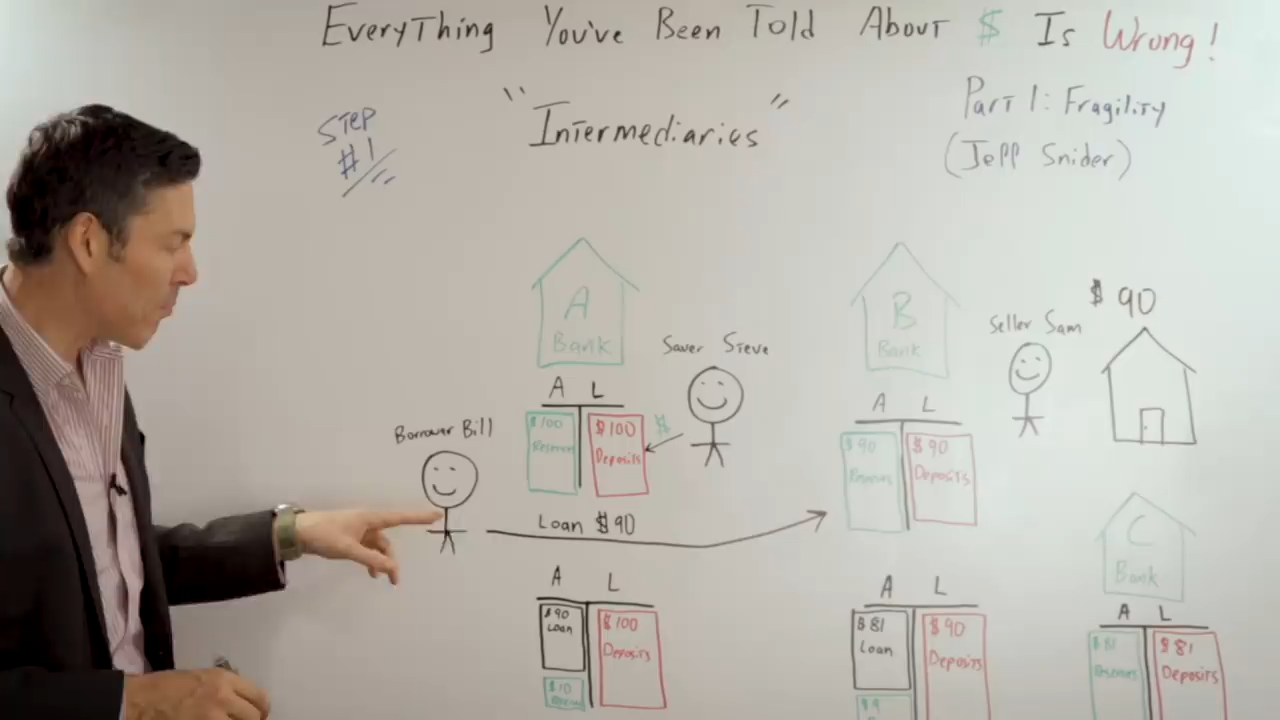 EveryThing You've Been Told About $ Is Wrong!
Part 1: Fragility
(Jeff Snider)
STEP
#1
"Intermediaries"
A
Bank
Saver Steve
A L
$100
Reserves
$100
Deposits
$
Borrower Bill
Loan $90
A L
$90
Loan
$10
$100
Deposits
B
Bank
Seller Sam
$90
A L
$90
Reserves
$90
Deposits
A L
$81
Loan
$9
$90
Deposits
C
Bank
A L
$81
Reserves
$81
Deposits